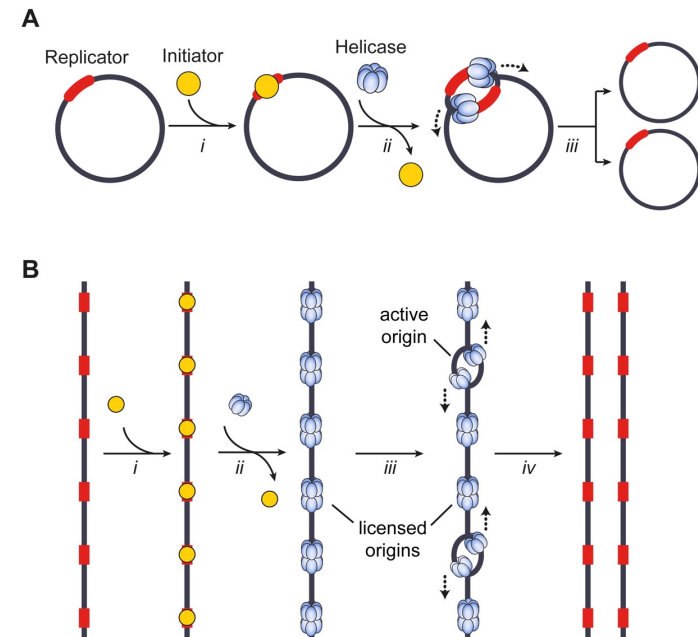 A
Replicator
Initiator
Helicase
i
ii
iii
B
active
origin
i
ii
iii
iv
licensed
origins